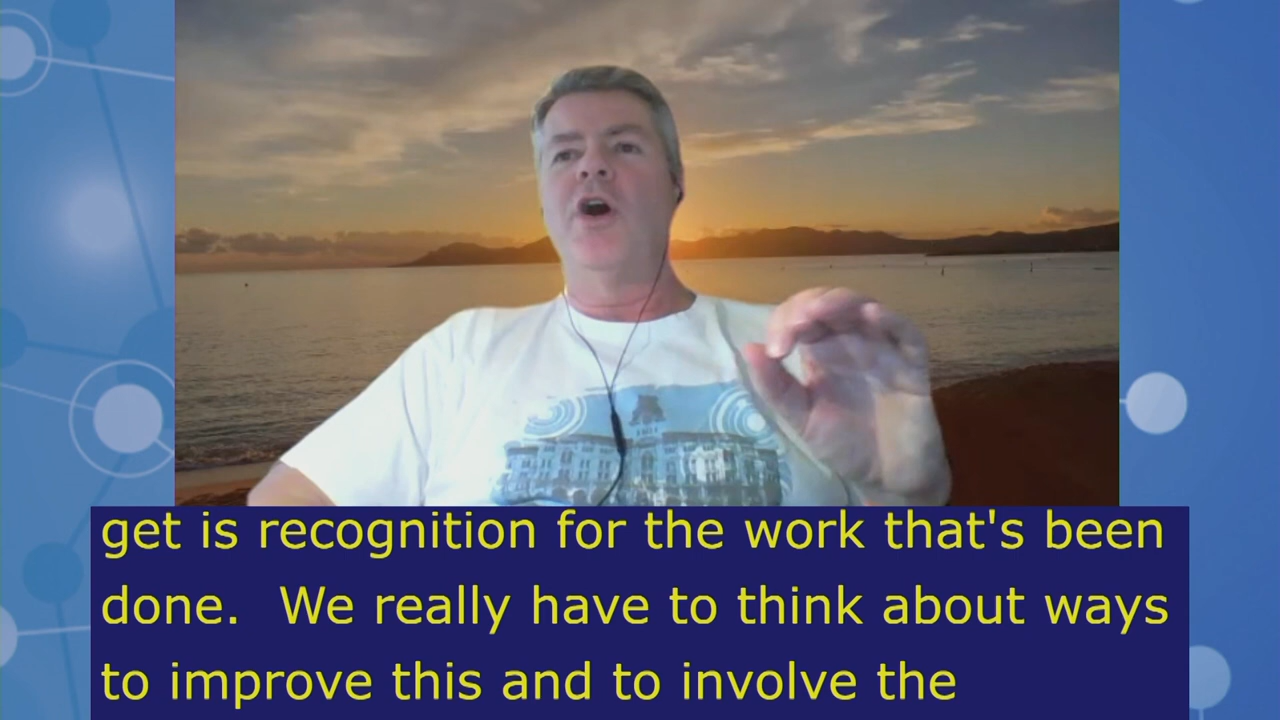 get is recognition for the work that's been
done.  We really have to think about ways
to improve this and to involve the